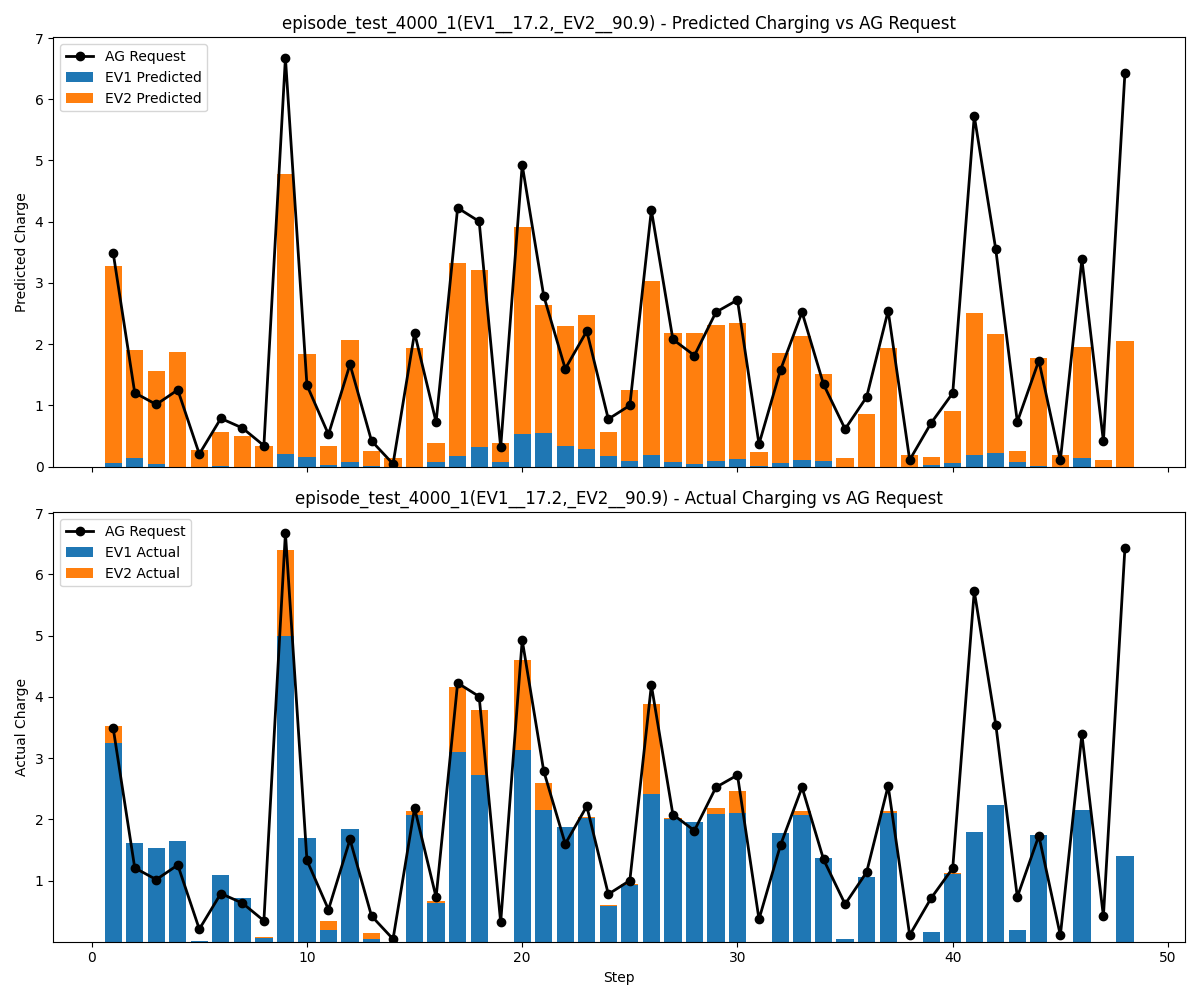 episode_test_4000_1(EV1__17.2,_EV2__90.9) - Predicted Charging vs AG Request
7
AG Request
EV1 Predicted
EV2 Predicted
6
5
4
3
2
1
0
Predicted Charge
episode_test_4000_1(EV1__17.2,_EV2__90.9) - Actual Charging vs AG Request
7
AG Request
EV1 Actual
EV2 Actual
6
5
4
3
2
1
Actual Charge
0 10 20 30 40 50
Step